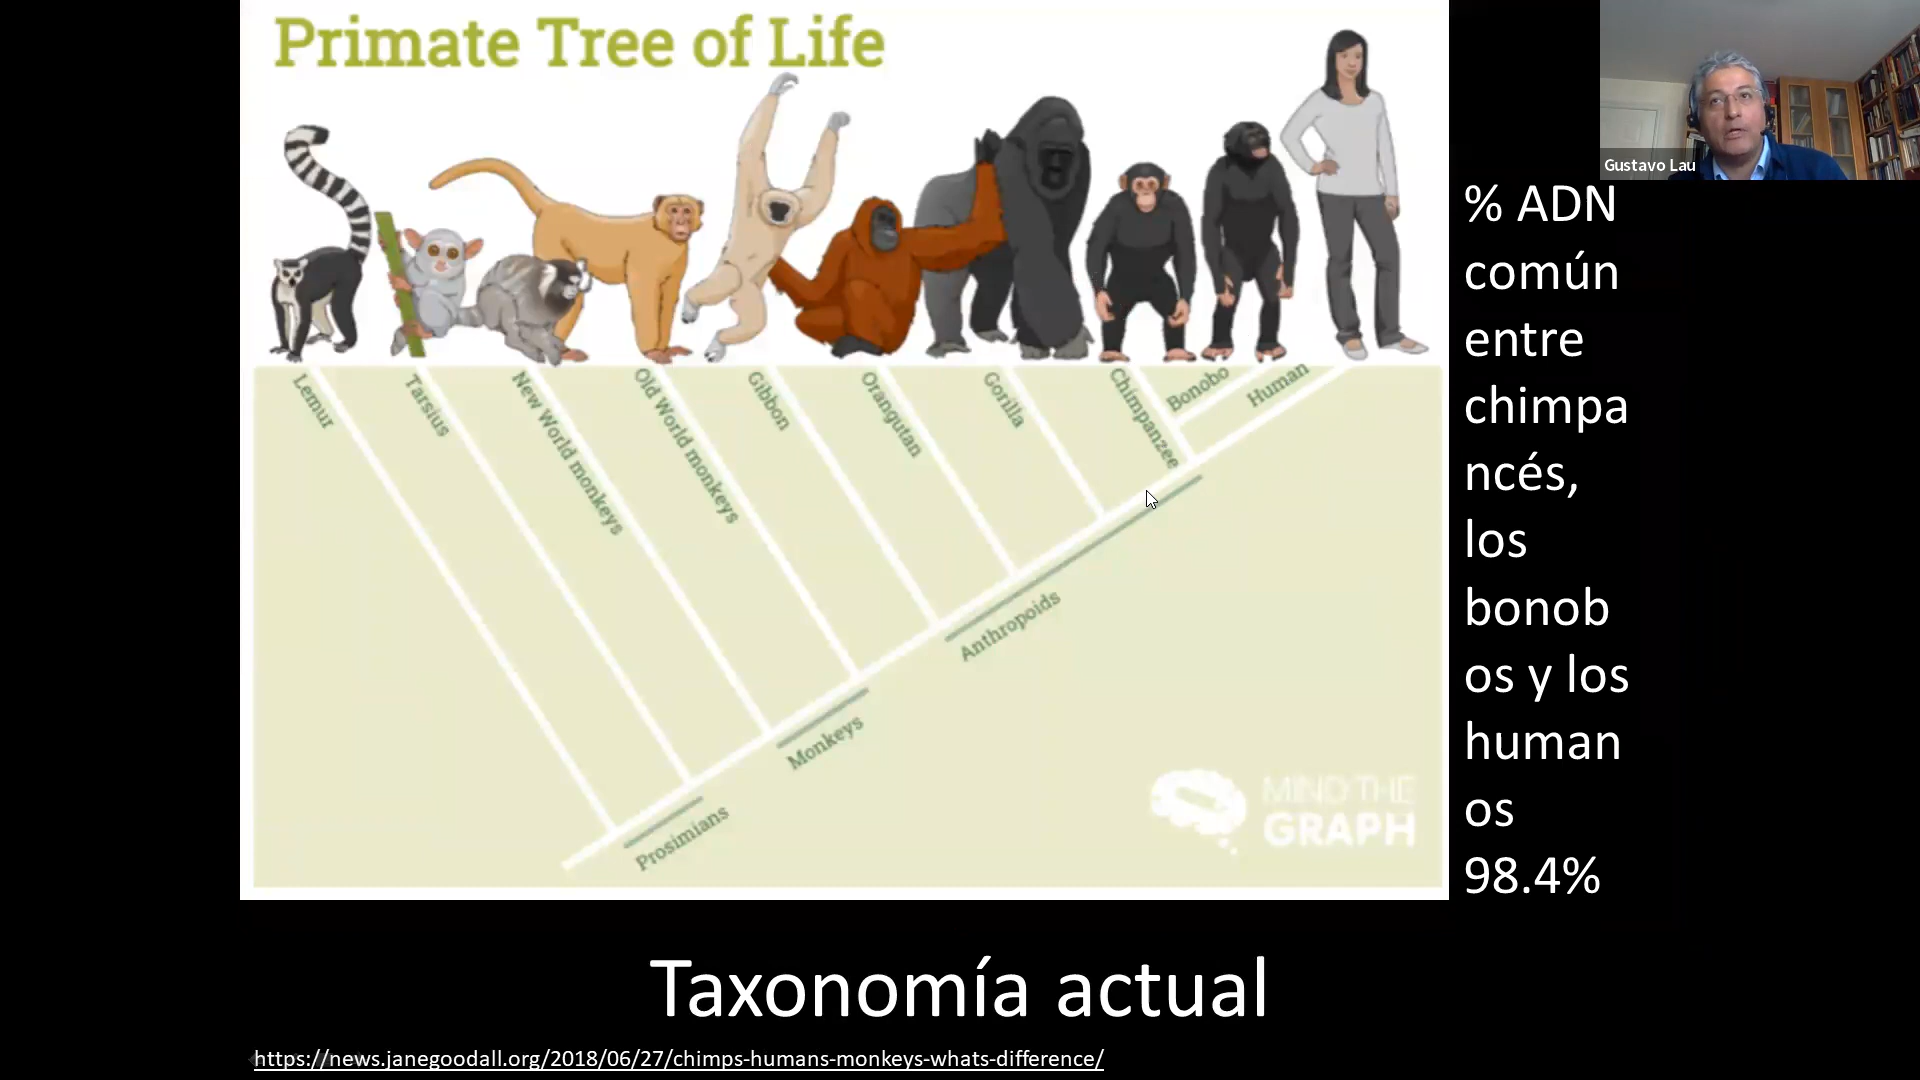 Primate Tree of Life
Gustavo Lau
% ADN
común
entre
chimpa
ncés,
los
bonob
os y los
human
os
98.4%
Lemur
Tarsius
New World monkeys
Old World monkeys
Gibbon
Orangutan
Gorilla
Chimpanzee
Bonobo
Human
Anthropoids
Monkeys
Prosimians
MIND THE
GRAPH
Taxonomía actual
https://news.janegoodall.org/2018/06/27/chimps-humans-monkeys-whats-difference/